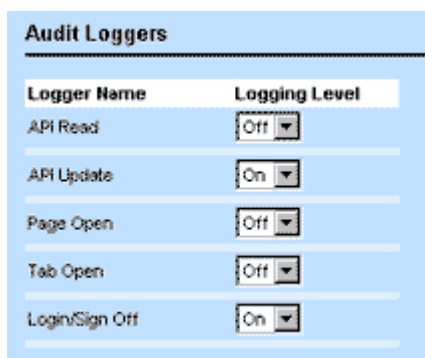 Audit Loggers
Logger Name Logging Level
API Read Off
API Update On
Page Open Off
Tab Open Off
Login/Sign Off On